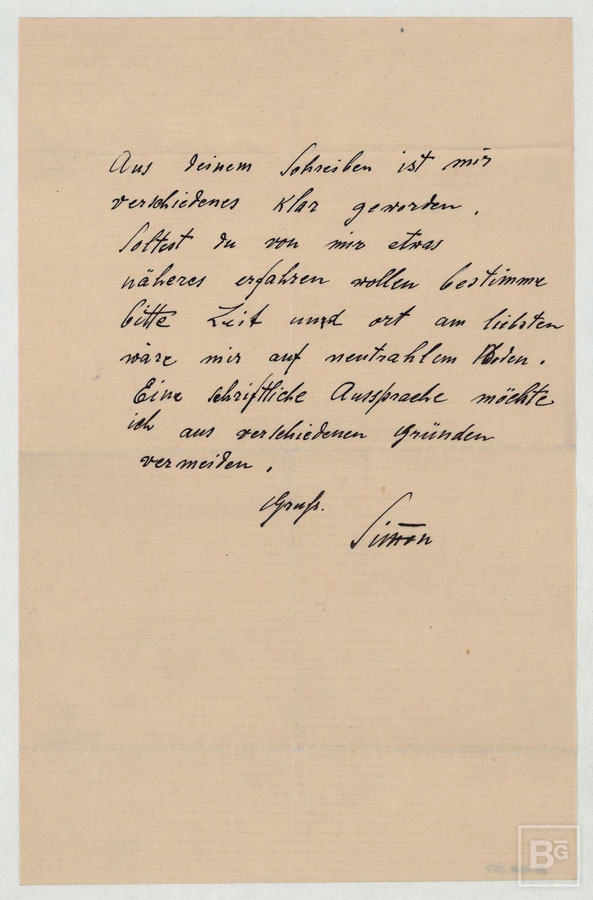 Aus deinem Schreiben ist mir
verschiedenes klar geworden.
Soltest du von mir etwas
näheres erfahren wollen bestimme
bitte Zeit und ort am liebsten
wäre mir auf neutrahlem Boden.
Eine schriftliche Aussprache möchte
ich aus verschiedenen Gründen
vermeiden.
Gruß.
Simon
BG